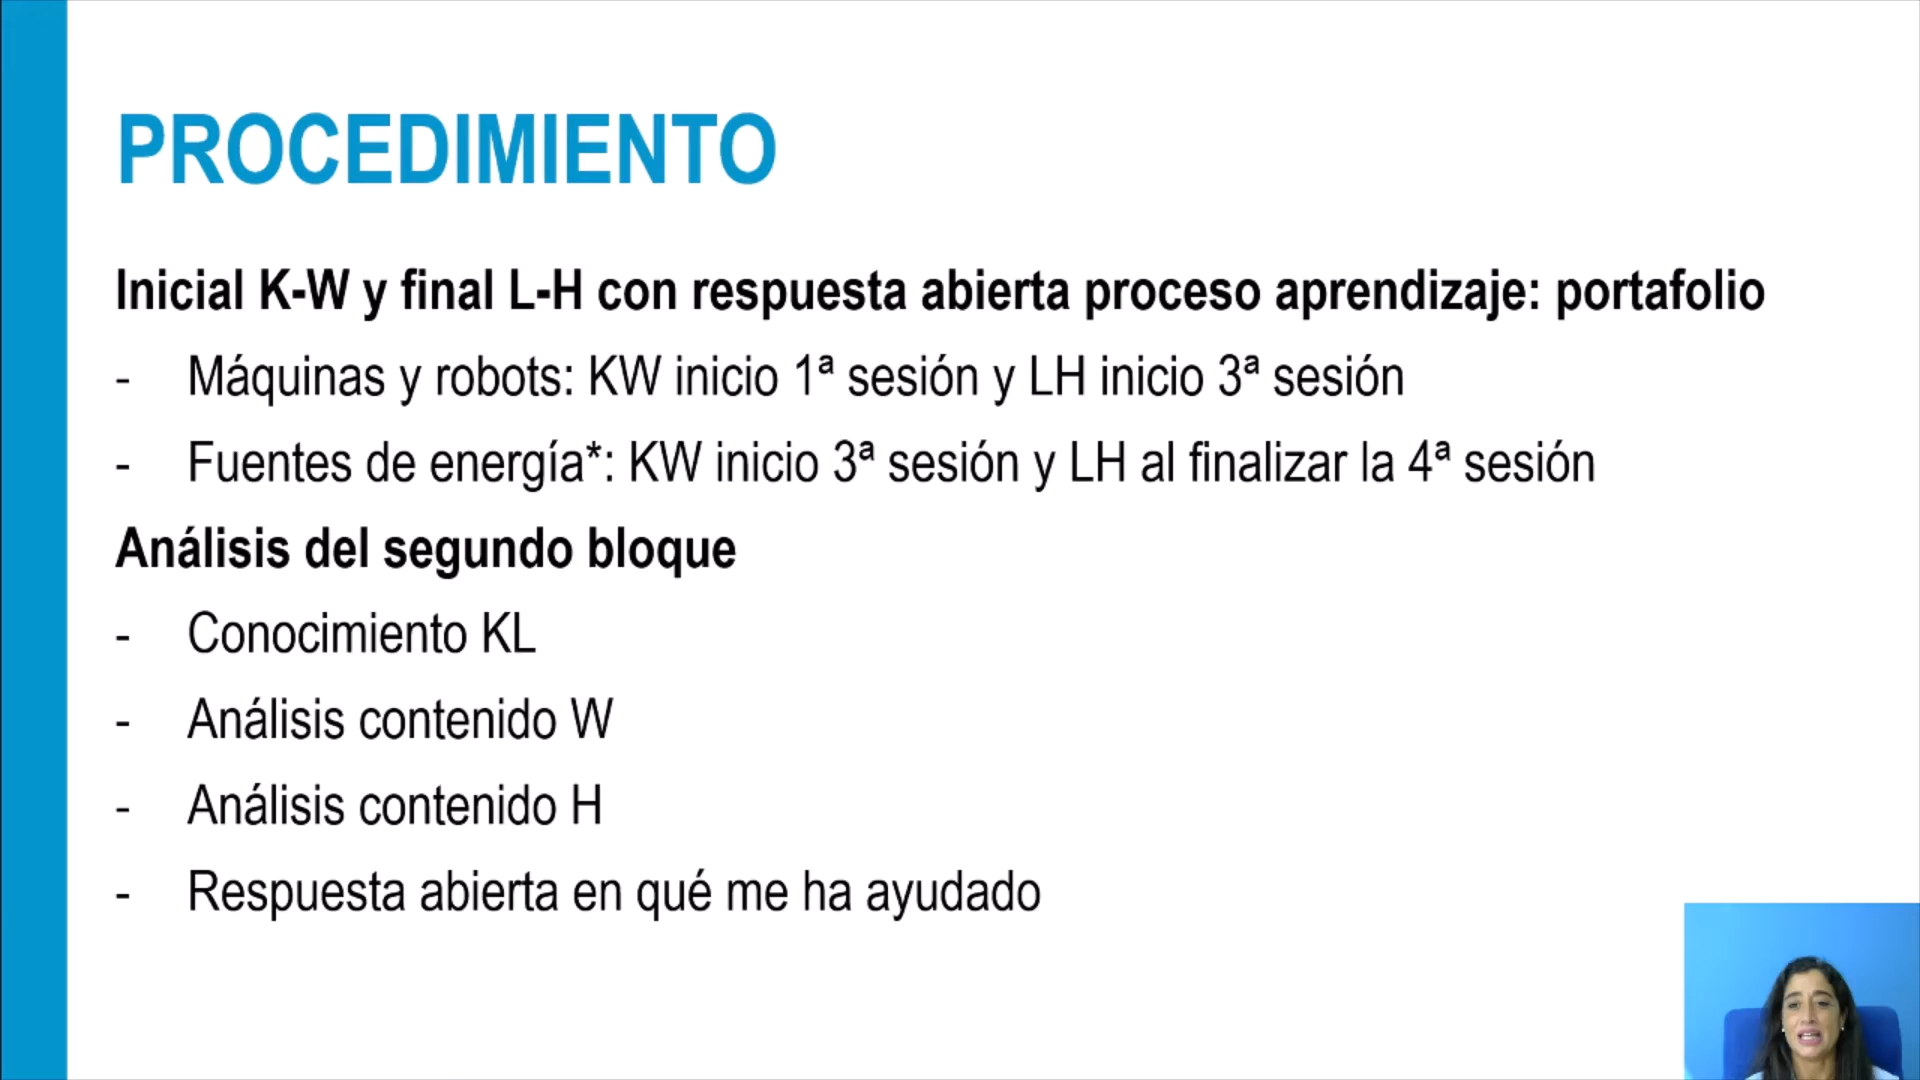 PROCEDIMIENTO
Inicial K-W y final L-H con respuesta abierta proceso aprendizaje: portafolio
- Máquinas y robots: KW inicio 1ª sesión y LH inicio 3ª sesión
- Fuentes de energía*: KW inicio 3ª sesión y LH al finalizar la 4ª sesión
Análisis del segundo bloque
- Conocimiento KL
- Análisis contenido W
- Análisis contenido H
- Respuesta abierta en qué me ha ayudado